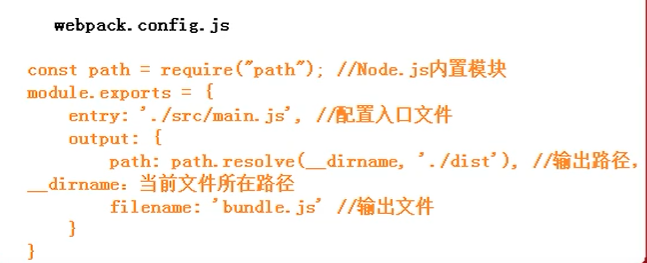 webpack.config.js
const path = require("path"); //Node.js内置模块
module.exports = {
    entry: './src/main.js', //配置入口文件
    output: {
        path: path.resolve(__dirname, './dist'), //输出路径,
__dirname：当前文件所在路径
        filename: 'bundle.js' //输出文件
    }
}